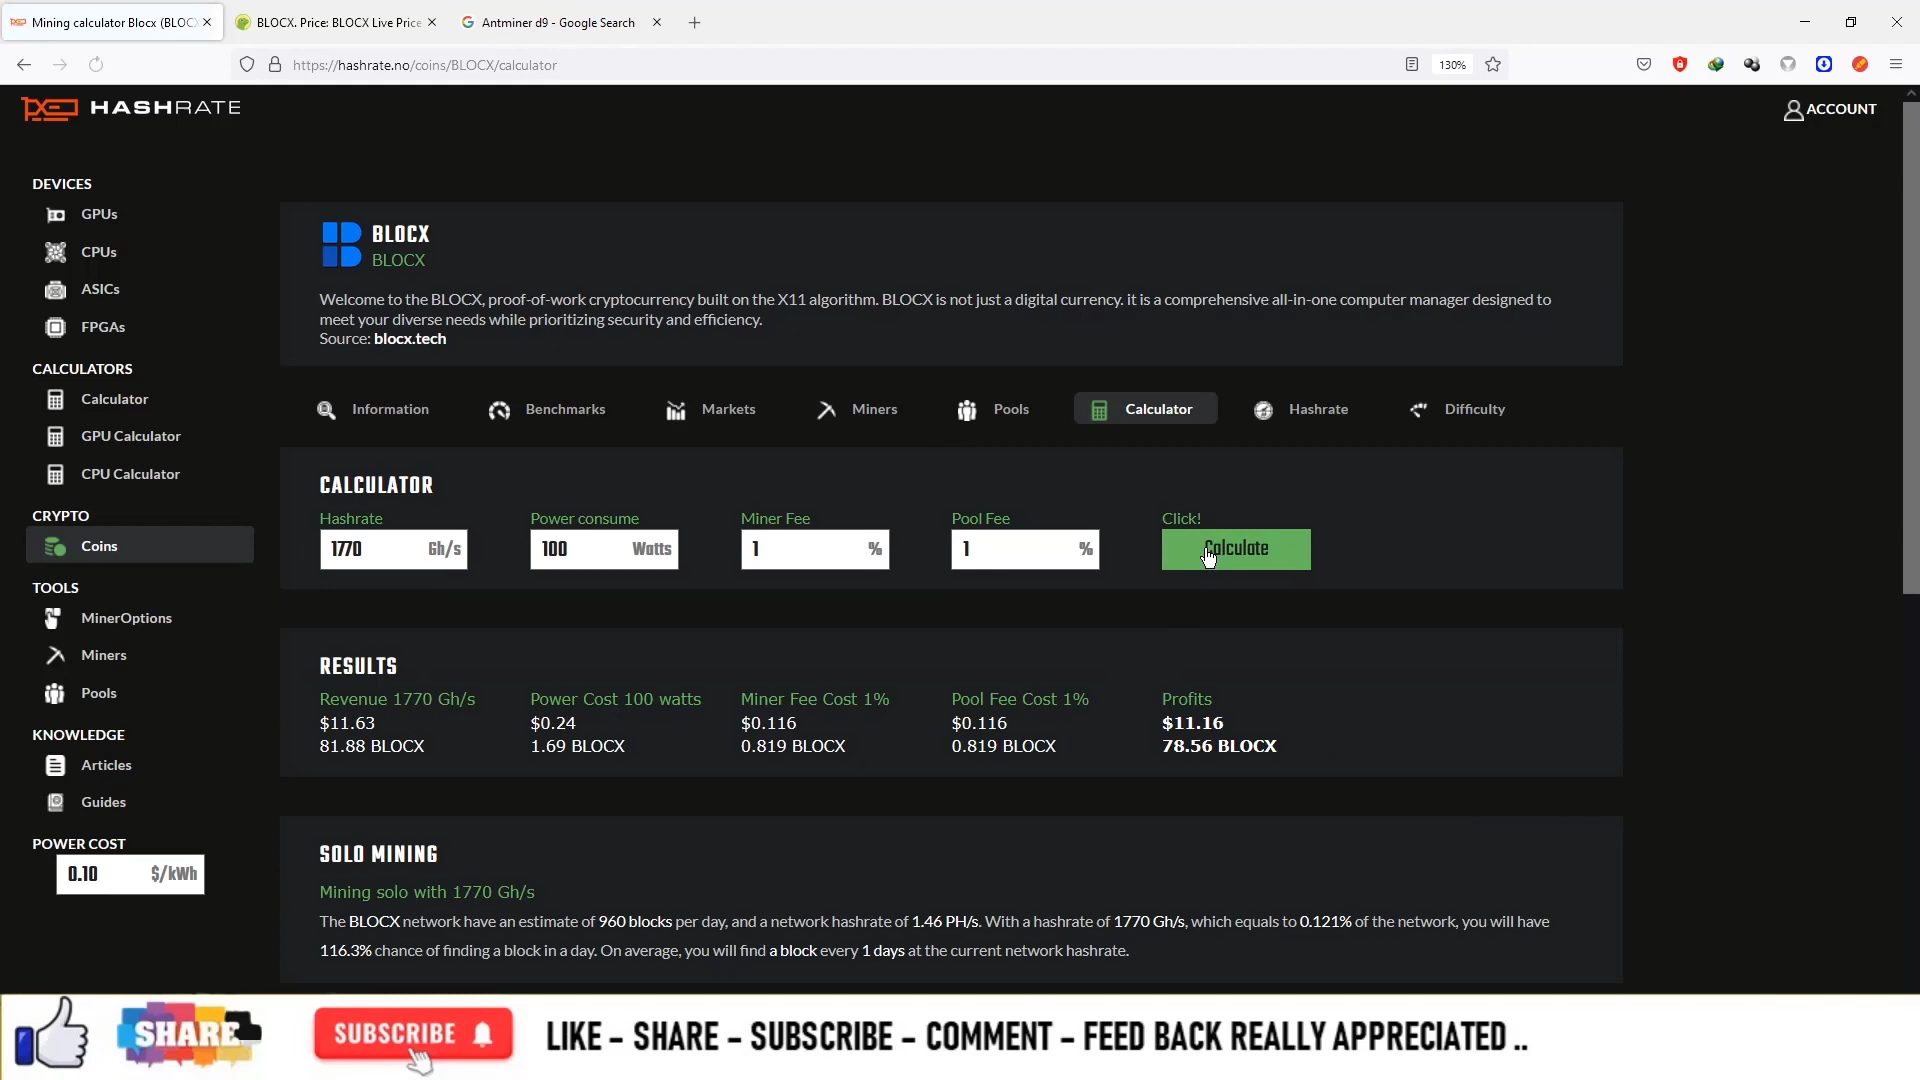 Mining calculator Blocx (BLOC
BLOCX. Price: BLOCX Live Price
Antminer d9 - Google Search
https://hashrate.no/coins/BLOCX/calculator
130%
HASHRATE
ACCOUNT
DEVICES
GPUs
CPUs
ASICs
FPGAs
CALCULATORS
Calculator
GPU Calculator
CPU Calculator
CRYPTO
Coins
TOOLS
MinerOptions
Miners
Pools
KNOWLEDGE
Articles
Guides
POWER COST
0.10 $/kWh
BLOCX
BLOCX
Welcome to the BLOCX, proof-of-work cryptocurrency built on the X11 algorithm. BLOCX is not just a digital currency. it is a comprehensive all-in-one computer manager designed to
meet your diverse needs while prioritizing security and efficiency.
Source: blocx.tech
Information Benchmarks Markets Miners Pools Calculator Hashrate Difficulty
CALCULATOR
Hashrate Power consume Miner Fee Pool Fee Click!
1770 Gh/s 100 Watts 1 % 1 % Calculate
RESULTS
Revenue 1770 Gh/s Power Cost 100 watts Miner Fee Cost 1% Pool Fee Cost 1% Profits
$11.63 $0.24 $0.116 $0.116 $11.16
81.88 BLOCX 1.69 BLOCX 0.819 BLOCX 0.819 BLOCX 78.56 BLOCX
SOLO MINING
Mining solo with 1770 Gh/s
The BLOCX network have an estimate of 960 blocks per day, and a network hashrate of 1.46 PH/s. With a hashrate of 1770 Gh/s, which equals to 0.121% of the network, you will have
116.3% chance of finding a block in a day. On average, you will find a block every 1 days at the current network hashrate.
SHARE
SUBSCRIBE
LIKE - SHARE - SUBSCRIBE - COMMENT - FEED BACK REALLY APPRECIATED ..